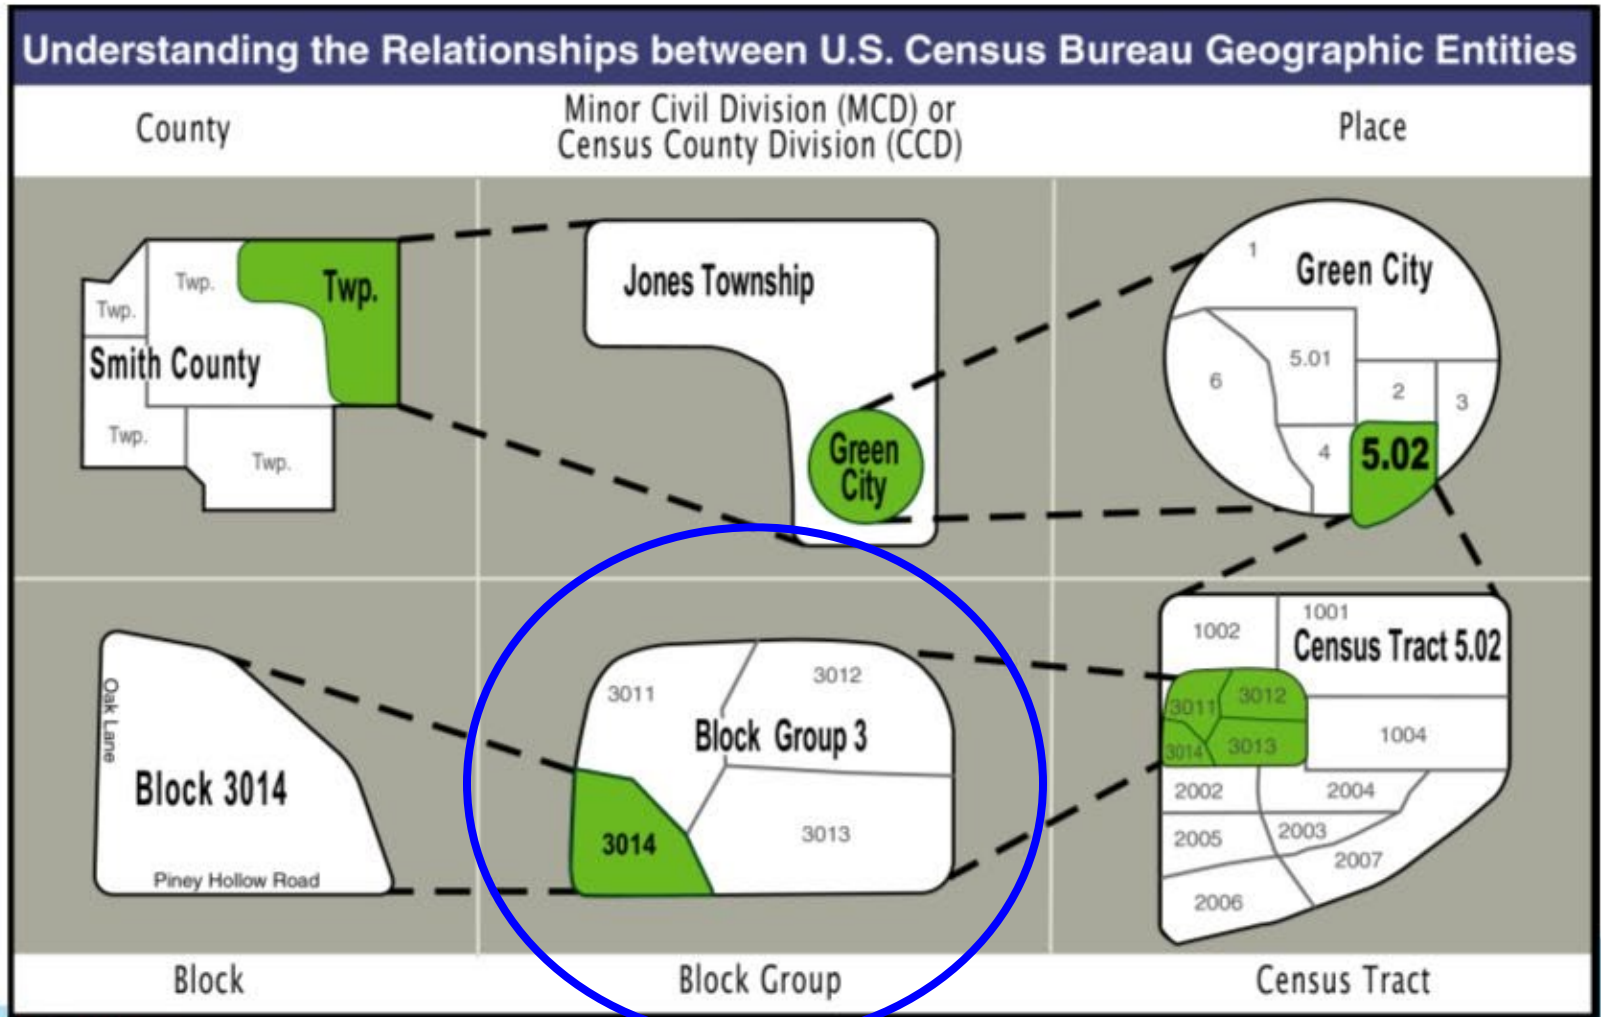 Understanding the Relationships between U.S. Census Bureau Geographic Entities
County
Minor Civil Division (MCD) or
Census County Division (CCD)
Place
Twp.
Twp.
Twp.
Smith County
Twp.
Twp.
Jones Township
Green
City
1
Green City
5.01
6
2
3
4
5.02
Oak Lane
Block 3014
Piney Hollow Road
3011
3012
Block Group 3
3014
3013
1002
1001
Census Tract 5.02
3011
3012
3014
3013
1004
2002
2004
2005
2003
2007
2006
Block
Block Group
Census Tract